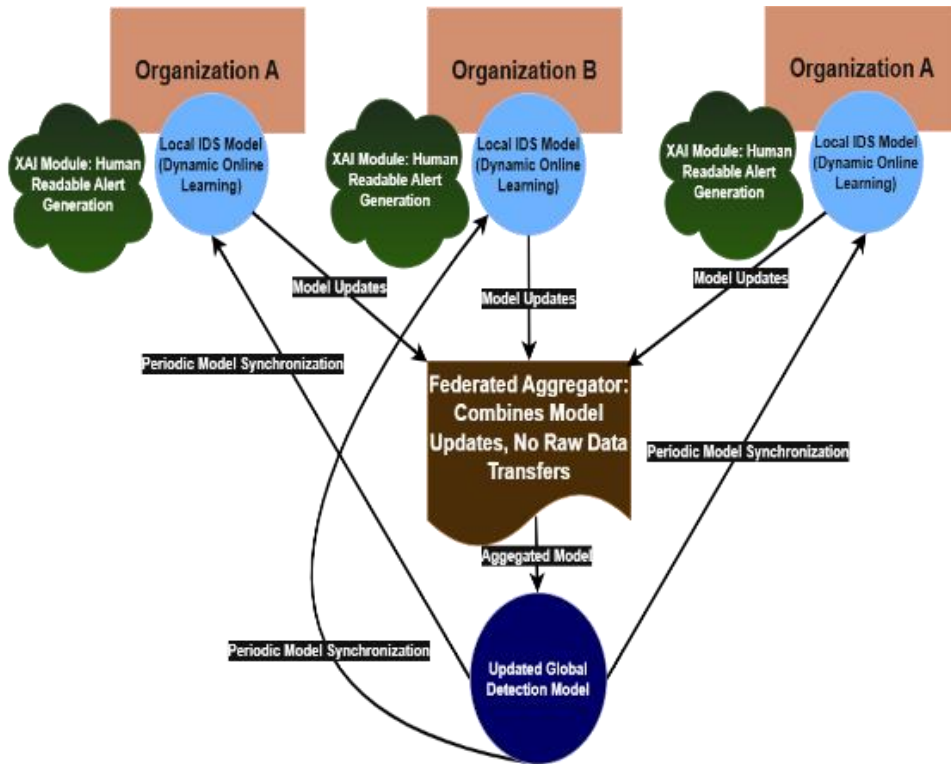 Organization A
Organization B
Organization A
XAI Module: Human
Readable Alert
Generation
Local IDS Model
(Dynamic Online
Learning)
XAI Module: Human
Readable Alert
Generation
Local IDS Model
(Dynamic Online
Learning)
XAI Module: Human
Readable Alert
Generation
Local IDS Model
(Dynamic Online
Learning)
Model Updates
Model Updates
Model Updates
Periodic Model Synchronization
Federated Aggregator:
Combines Model
Updates, No Raw Data
Transfers
Periodic Model Synchronization
Aggegated Model
Periodic Model Synchronization
Updated Global
Detection Model